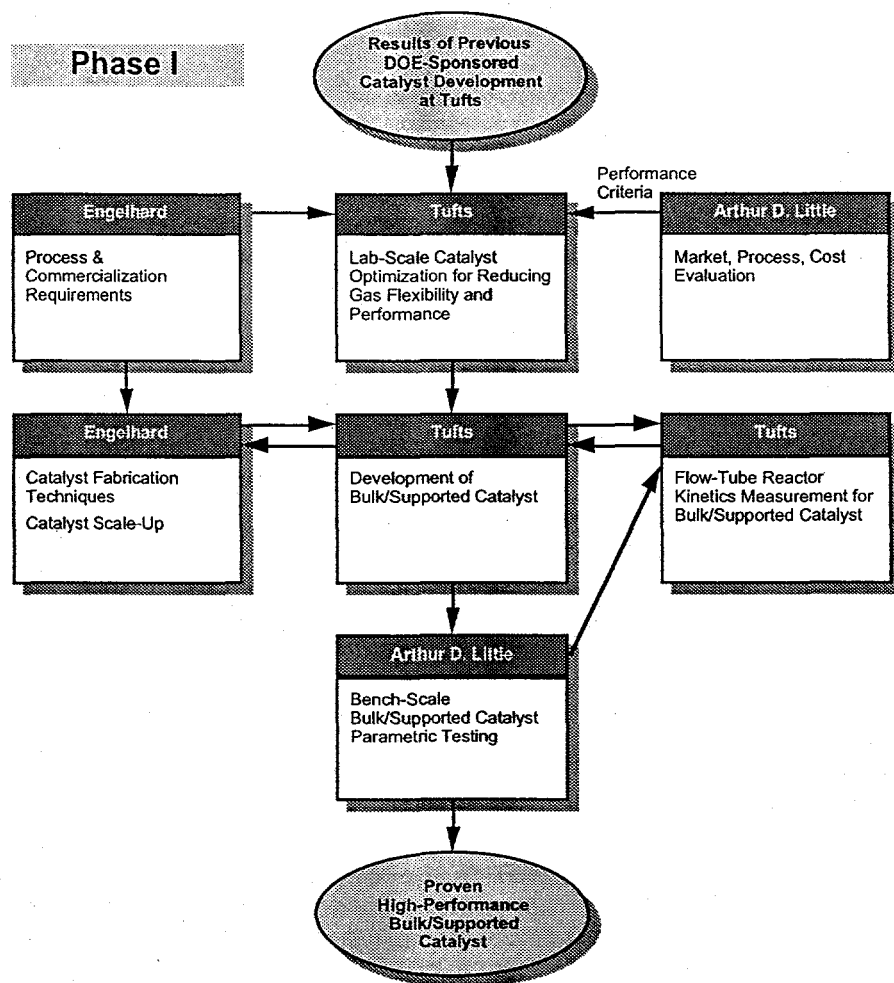 Phase I
Results of Previous
DOE-Sponsored
Catalyst Development
at Tufts
Performance
Criteria
Engelhard
Process &
Commercialization
Requirements
Tufts
Lab-Scale Catalyst
Optimization for Reducing
Gas Flexibility and
Performance
Arthur D. Little
Market, Process, Cost
Evaluation
Engelhard
Catalyst Fabrication
Techniques
Catalyst Scale-Up
Tufts
Development of
Bulk/Supported Catalyst
Tufts
Flow-Tube Reactor
Kinetics Measurement for
Bulk/Supported Catalyst
Arthur D. Little
Bench-Scale
Bulk/Supported Catalyst
Parametric Testing
Proven
High-Performance
Bulk/Supported
Catalyst